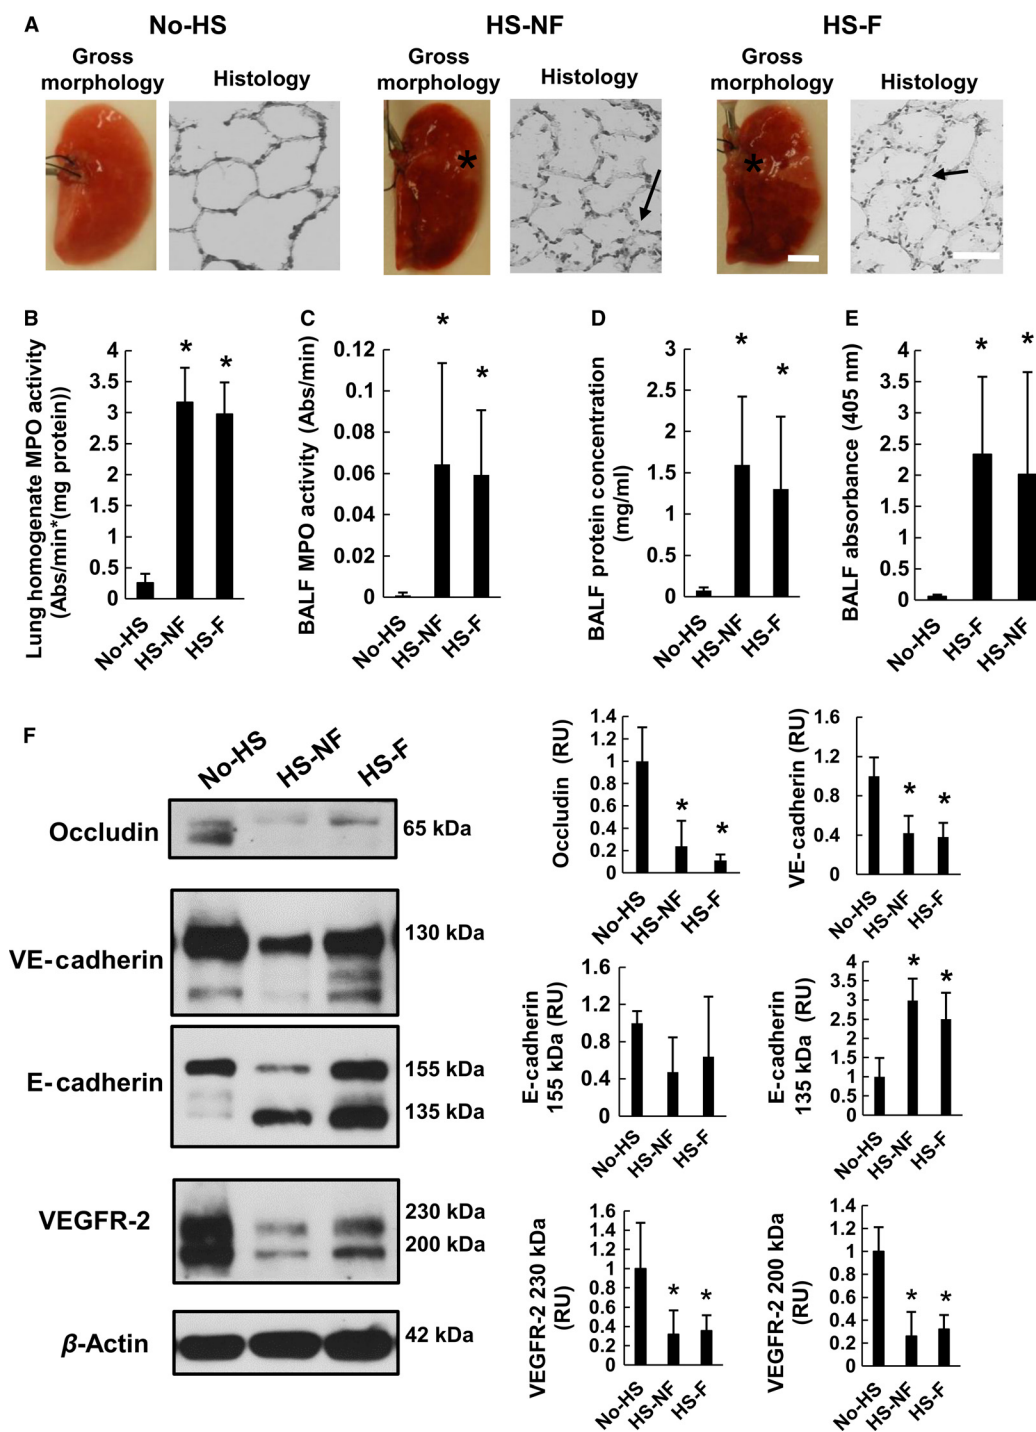 A
No-HS
HS-NF
HS-F
Gross
morphology
Histology
Gross
morphology
Histology
Gross
morphology
Histology
*
*
B
Lung homogenate MPO activity
(Abs/min*(mg protein))
4
3.5
3
2.5
2
1.5
1
0.5
0
*
*
No-HS
HS-NF
HS-F
C
BALF MPO activity (Abs/min)
0.12
0.1
0.08
0.06
0.04
0.02
0
*
*
No-HS
HS-NF
HS-F
D
BALF protein concentration
(mg/ml)
3
2.5
2
1.5
1
0.5
0
*
*
No-HS
HS-NF
HS-F
E
BALF absorbance (405 nm)
4
3.5
3
2.5
2
1.5
1
0.5
0
*
*
No-HS
HS-F
HS-NF
F
No-HS
HS-NF
HS-F
Occludin
65 kDa
VE-cadherin
130 kDa
E-cadherin
155 kDa
135 kDa
VEGFR-2
230 kDa
200 kDa
β-Actin
42 kDa
Occludin (RU)
1.4
1.2
1
0.8
0.6
0.4
0.2
0
*
*
No-HS
HS-NF
HS-F
VE-cadherin (RU)
1.6
1.2
0.8
0.4
0
*
*
No-HS
HS-NF
HS-F
E-cadherin
155 kDa (RU)
1.6
1.2
0.8
0.4
0
No-HS
HS-NF
HS-F
E-cadherin
135 kDa (RU)
4
3.5
3
2.5
2
1.5
1
0.5
0
*
*
No-HS
HS-NF
HS-F
VEGFR-2 230 kDa
(RU)
1.6
1.4
1.2
1
0.8
0.6
0.4
0.2
0
*
*
No-HS
HS-NF
HS-F
VEGFR-2 200 kDa
(RU)
1.4
1.2
1
0.8
0.6
0.4
0.2
0
*
*
No-HS
HS-NF
HS-F